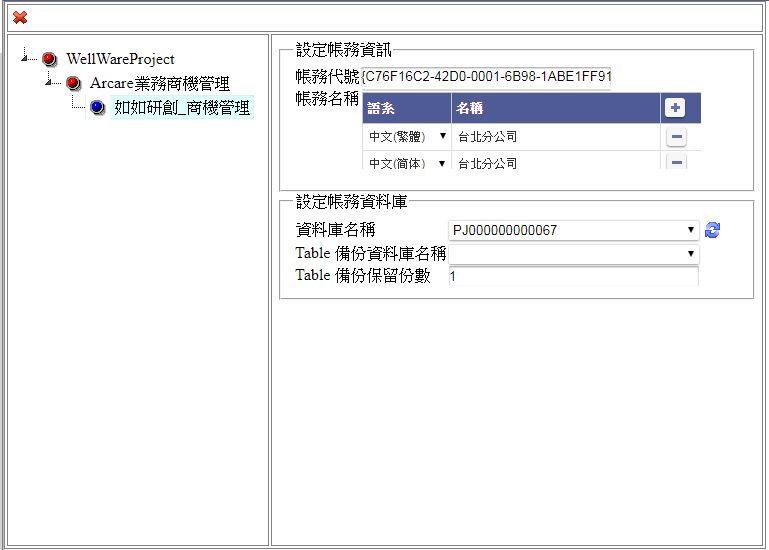 WellWareProject
Arcare業務商機管理
如如研創_商機管理
設定帳務資訊
帳務代號 {C76F16C2-42D0-0001-6B98-1ABE1FF91
帳務名稱
語系 名稱
中文(繁體) 台北分公司
中文(简体) 台北分公司
設定帳務資料庫
資料庫名稱 PJ000000000067
Table 備份資料庫名稱
Table 備份保留份數 1